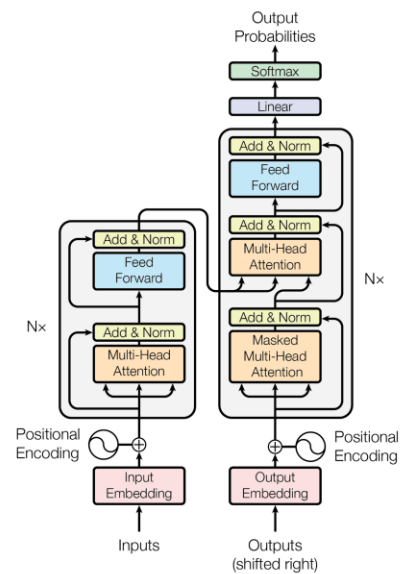 Output
Probabilities
Softmax
Linear
Add & Norm
Feed
Forward
Add & Norm
Multi-Head
Attention
Add & Norm
Masked
Multi-Head
Attention
Nx
Add & Norm
Feed
Forward
Add & Norm
Multi-Head
Attention
Nx
Positional
Encoding
Positional
Encoding
Input
Embedding
Output
Embedding
Inputs
Outputs
(shifted right)